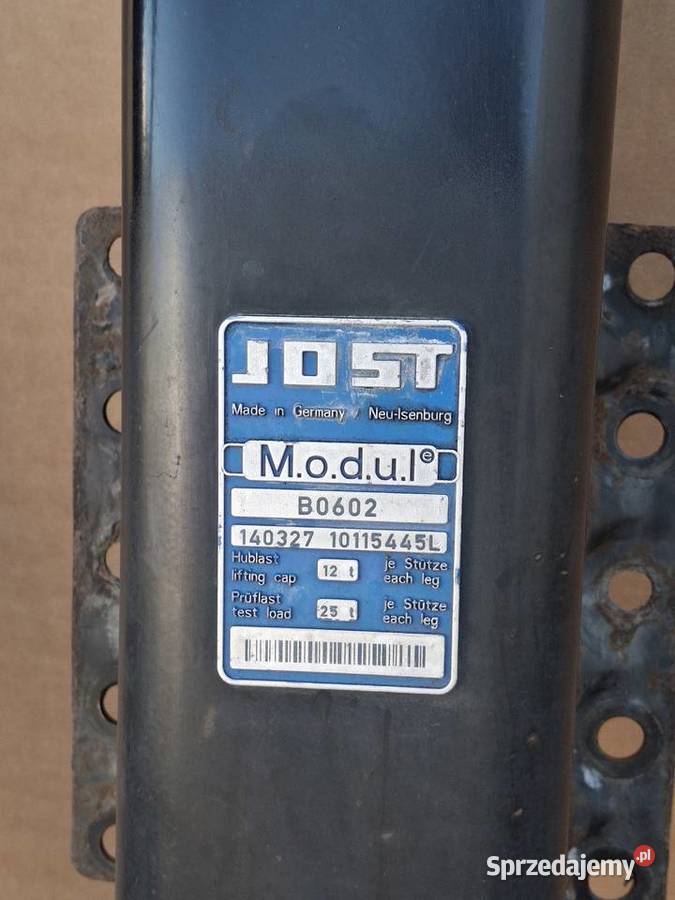 JOST
Made in Germany / Neu-Isenburg
M.o.d.u.l e
B0602
140327 10115445L
Hublast 12 t je Stütze
lifting cap each leg
Prüflast 25 t je Stütze
test load each leg
Sprzedajemy.pl